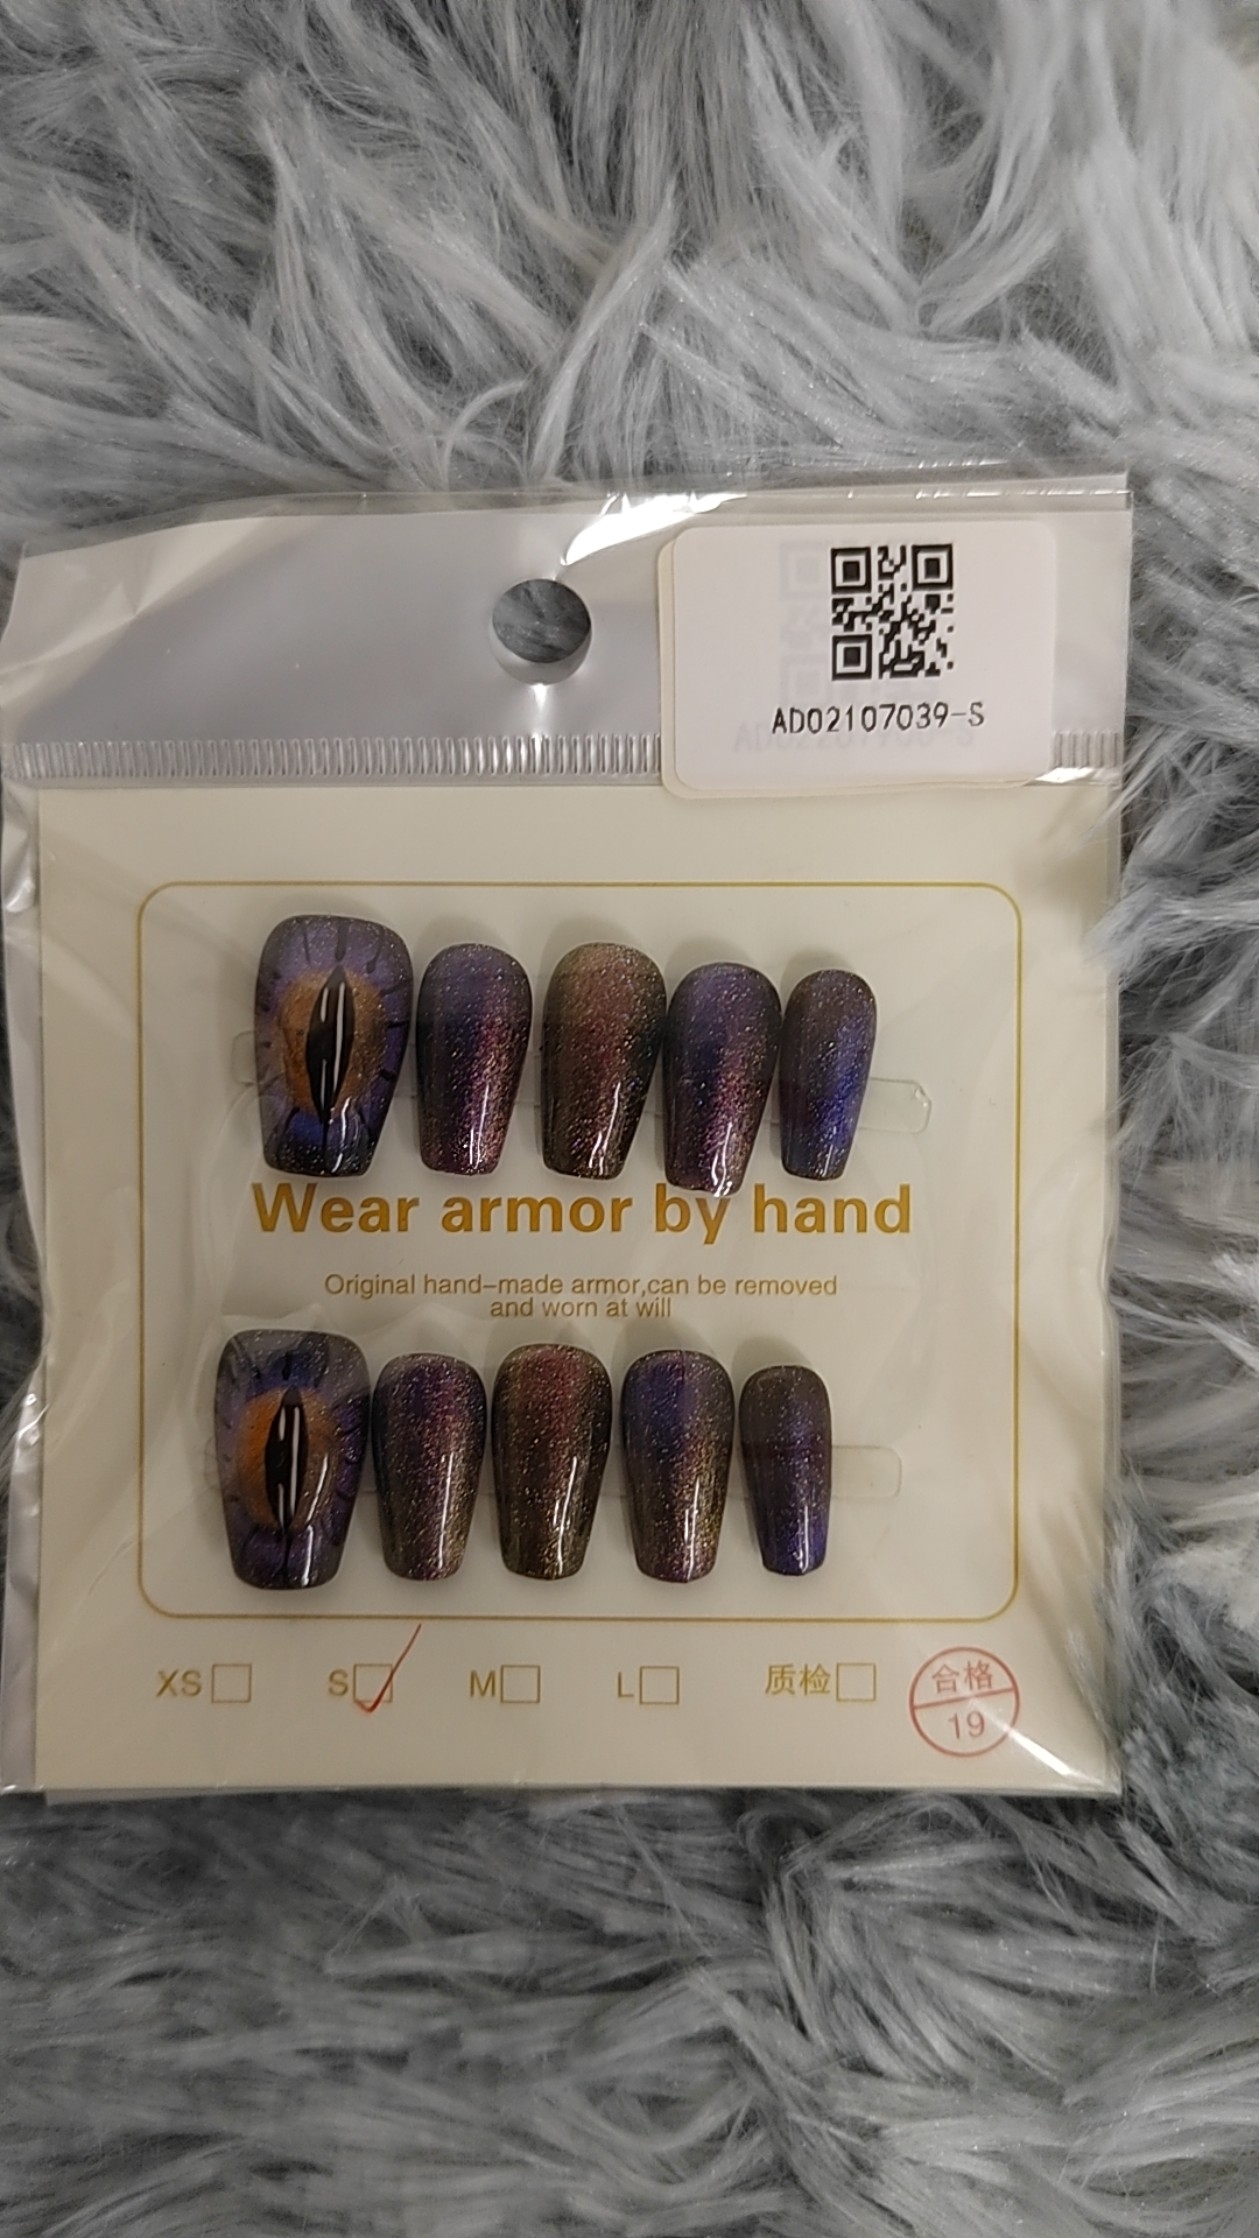 AD02107039-S
Wear armor by hand
Original hand-made armor,can be removed
and worn at will
XS S M L 质检 合格
19